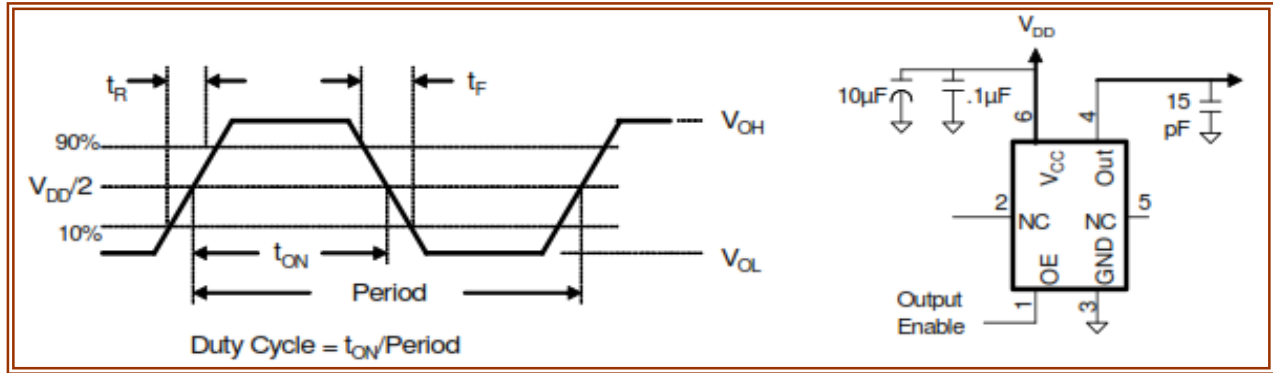 tR
tF
VOH
90%
VDD/2
10%
tON
VOL
Period
Duty Cycle = tON/Period
VDD
10µF
.1µF
15
pF
6
4
VCC
Out
2
NC
NC
5
OE
GND
Output
Enable
1
3